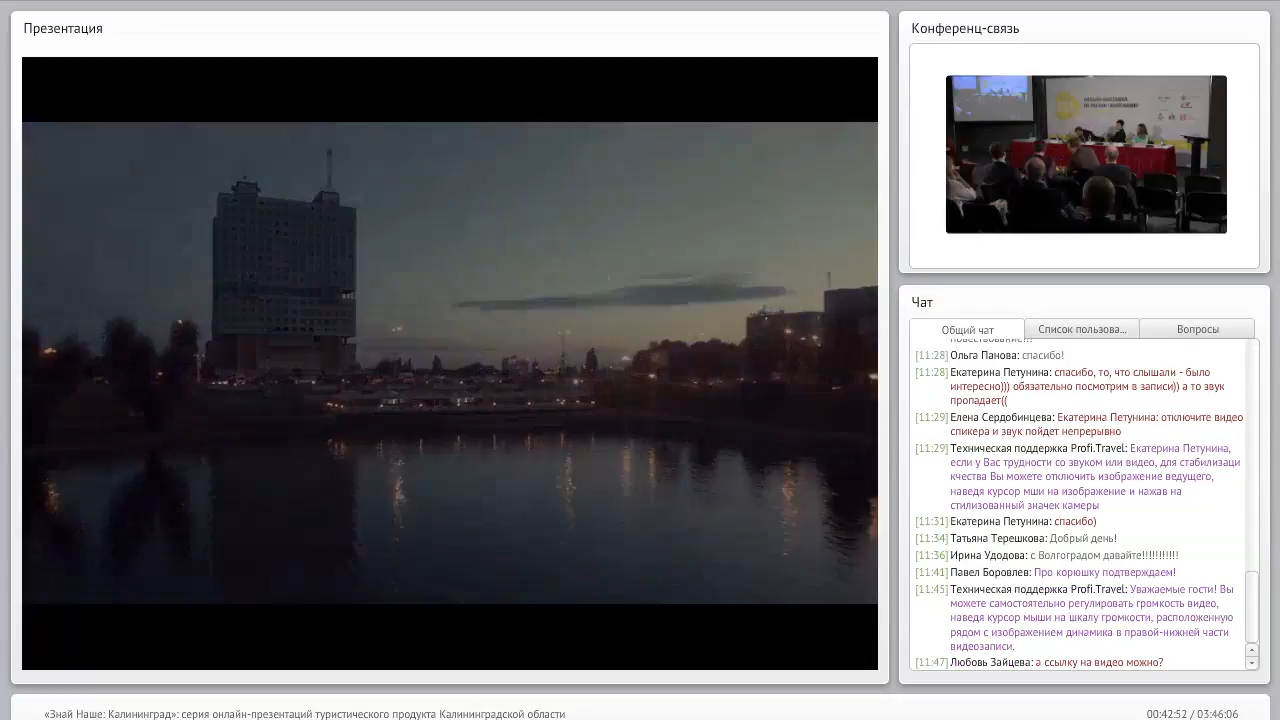 Презентация
Конференц-связь
Чат
Общий чат
Список пользова...
Вопросы
повествование!!!
[11:28] Ольга Панова: спасибо!
[11:28] Екатерина Петунина: спасибо, то, что слышали - было
интересно))) обязательно посмотрим в записи)) а то звук
пропадает((
[11:29] Елена Сердобинцева: Екатерина Петунина: отключите видео
спикера и звук пойдет непрерывно
[11:29] Техническая поддержка Profi.Travel: Екатерина Петунина,
если у Вас трудности со звуком или видео, для стабилизаци
кчества Вы можете отключить изображение ведущего,
наведя курсор мши на изображение и нажав на
стилизованный значек камеры
[11:31] Екатерина Петунина: спасибо)
[11:34] Татьяна Терешкова: Добрый день!
[11:36] Ирина Удодова: с Волгоградом давайте!!!!!!!!!!!
[11:41] Павел Боровлев: Про корюшку подтверждаем!
[11:45] Техническая поддержка Profi.Travel: Уважаемые гости! Вы
можете самостоятельно регулировать громкость видео,
наведя курсор мыши на шкалу громкости, расположенную
рядом с изображением динамика в правой-нижней части
видеозаписи.
[11:47] Любовь Зайцева: а ссылку на видео можно?
«Знай Наше: Калининград»: серия онлайн-презентаций туристического продукта Калининградской области
00:42:52 / 03:46:06